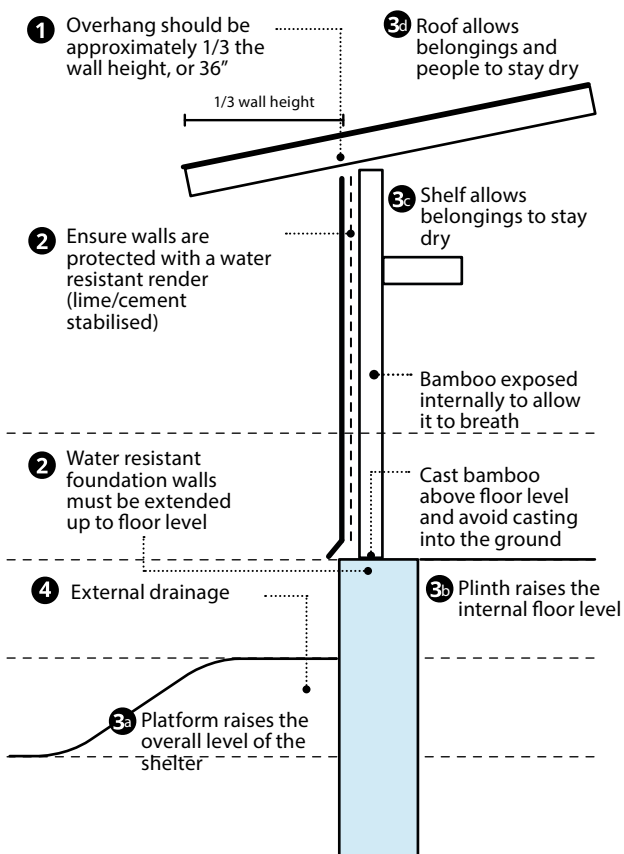 1 Overhang should be
approximately 1/3 the
wall height, or 36”
3d Roof allows
belongings and
people to stay dry
1/3 wall height
3c Shelf allows
belongings to stay
dry
2 Ensure walls are
protected with a water
resistant render
(lime/cement
stabilised)
Bamboo exposed
internally to allow
it to breath
2 Water resistant
foundation walls
must be extended
up to floor level
Cast bamboo
above floor level
and avoid casting
into the ground
4 External drainage
3b Plinth raises the
internal floor level
3a Platform raises the
overall level of the
shelter